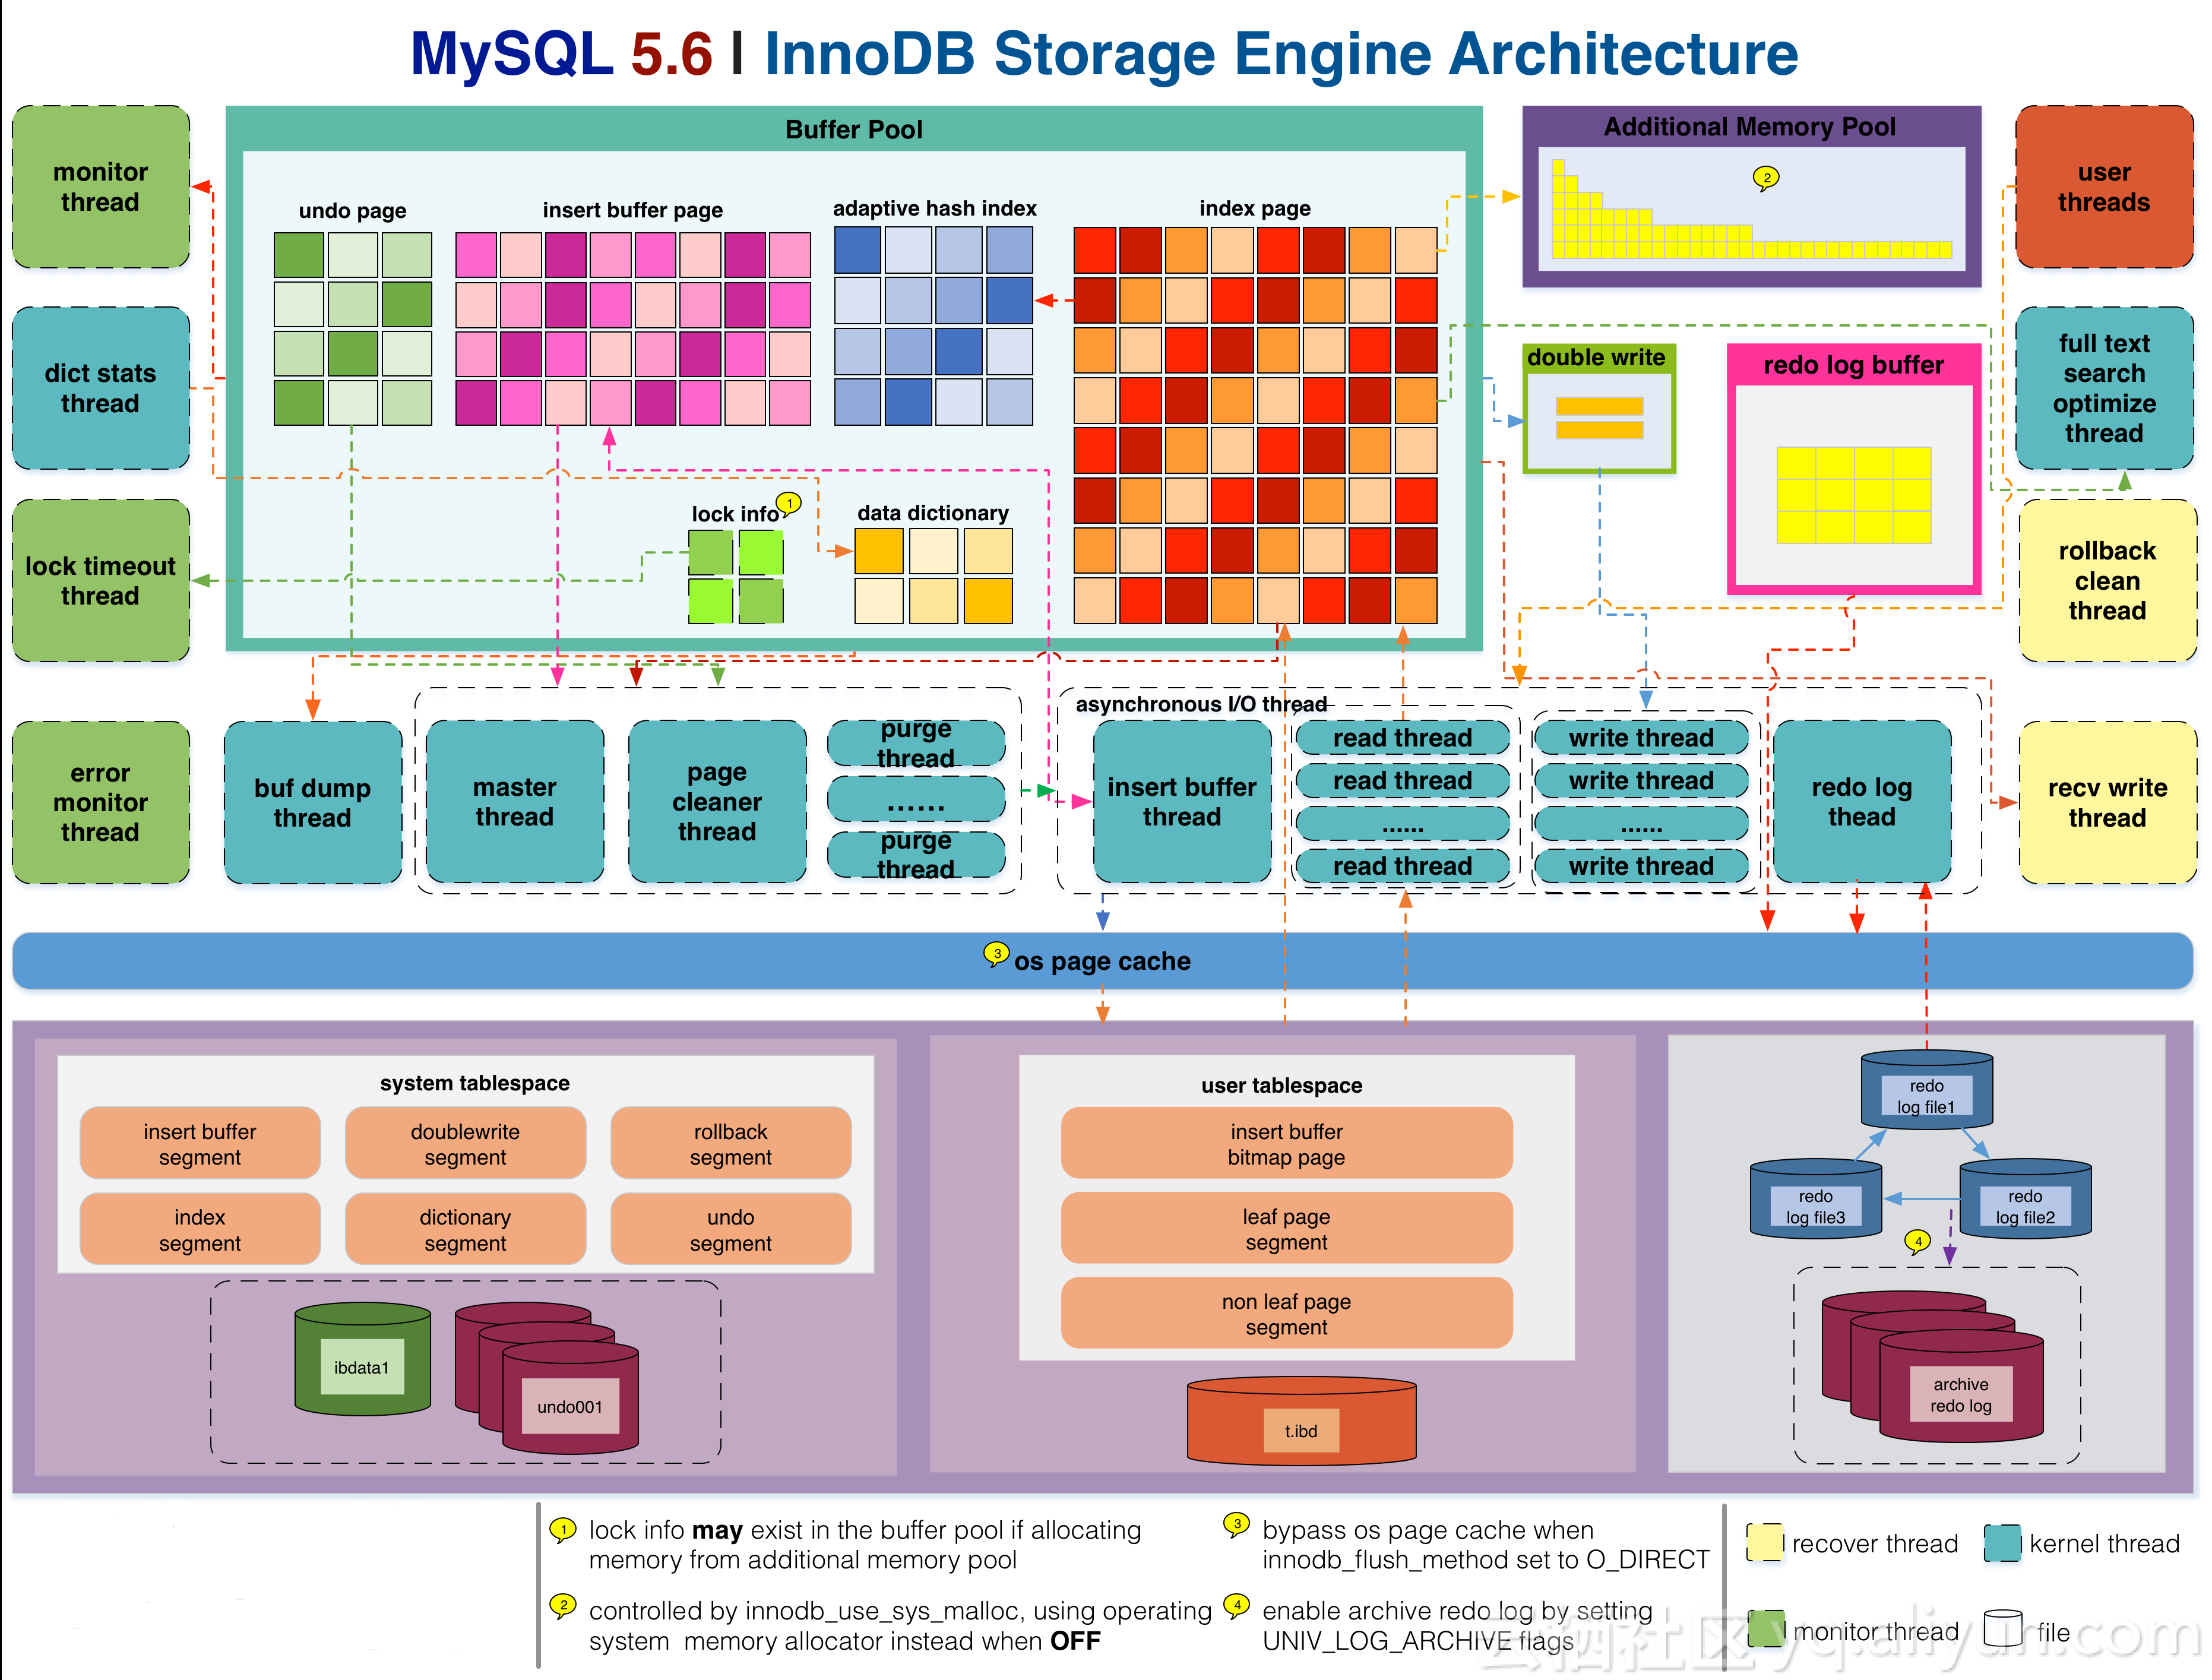 MySQL 5.6 | InnoDB Storage Engine Architecture
Buffer Pool
Additional Memory Pool
monitor
thread
user
threads
2
undo page
insert buffer page
adaptive hash index
index page
dict stats
thread
double write
redo log buffer
full text
search
optimize
thread
lock timeout
thread
lock info
1
data dictionary
rollback
clean
thread
asynchronous I/O thread
error
monitor
thread
buf dump
thread
master
thread
page
cleaner
thread
purge
thread
......
purge
thread
insert buffer
thread
read thread
read thread
......
read thread
write thread
write thread
......
write thread
redo log
thead
recv write
thread
3
os page cache
system tablespace
insert buffer
segment
doublewrite
segment
rollback
segment
index
segment
dictionary
segment
undo
segment
ibdata1
undo001
user tablespace
insert buffer
bitmap page
leaf page
segment
non leaf page
segment
t.ibd
redo
log file1
redo
log file3
redo
log file2
4
archive
redo log
1 lock info may exist in the buffer pool if allocating
memory from additional memory pool
2 controlled by innodb_use_sys_malloc, using operating
system memory allocator instead when OFF
3 bypass os page cache when
innodb_flush_method set to O_DIRECT
4 enable archive redo log by setting
UNIV_LOG_ARCHIVE flags
recover thread
kernel thread
monitor thread
file
云栖社区 yq.aliyun.com